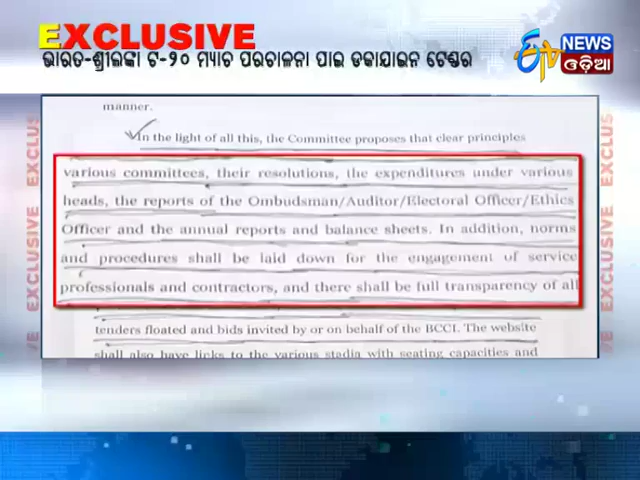 EXCLUSIVE
ଭାରତ-ଶ୍ରୀଲଙ୍କା ଟି-୨୦ ମ୍ୟାଚ ପରଚାଳନା ପାଇ ଡକାଯାଇନ ଟେଣ୍ଡର
ETV NEWS
ଓଡ଼ିଆ
manner.
In the light of all this, the Committee proposes that clear principles
various committees, their resolutions, the expenditures under various
heads, the reports of the Ombudsman/Auditor/Electoral Officer/Ethics
Officer and the annual reports and balance sheets. In addition, norms
and procedures shall be laid down for the engagement of service
professionals and contractors, and there shall be full transparency of all
tenders floated and bids invited by or on behalf of the BCCI. The website
shall also have links to the various stadia with seating capacities and
EXCLUSIVE
EXCLUSIVE